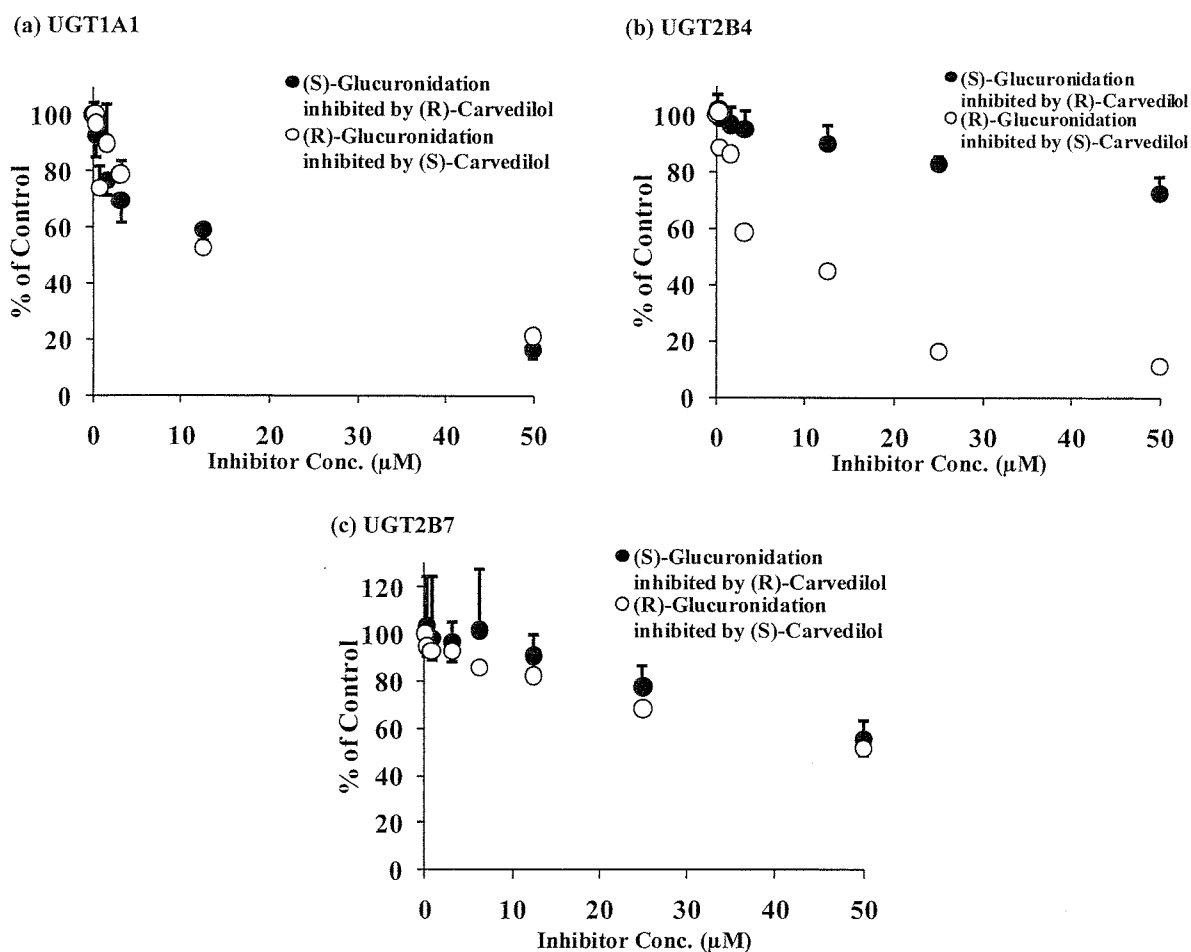 (a) UGT1A1
● (S)-Glucuronidation
inhibited by (R)-Carvedilol
○ (R)-Glucuronidation
inhibited by (S)-Carvedilol
% of Control
100
80
60
40
20
0
0 10 20 30 40 50
Inhibitor Conc. (µM)
(b) UGT2B4
● (S)-Glucuronidation
inhibited by (R)-Carvedilol
○ (R)-Glucuronidation
inhibited by (S)-Carvedilol
% of Control
100
80
60
40
20
0
0 10 20 30 40 50
Inhibitor Conc. (µM)
(c) UGT2B7
● (S)-Glucuronidation
inhibited by (R)-Carvedilol
○ (R)-Glucuronidation
inhibited by (S)-Carvedilol
% of Control
120
100
80
60
40
20
0
0 10 20 30 40 50
Inhibitor Conc. (µM)